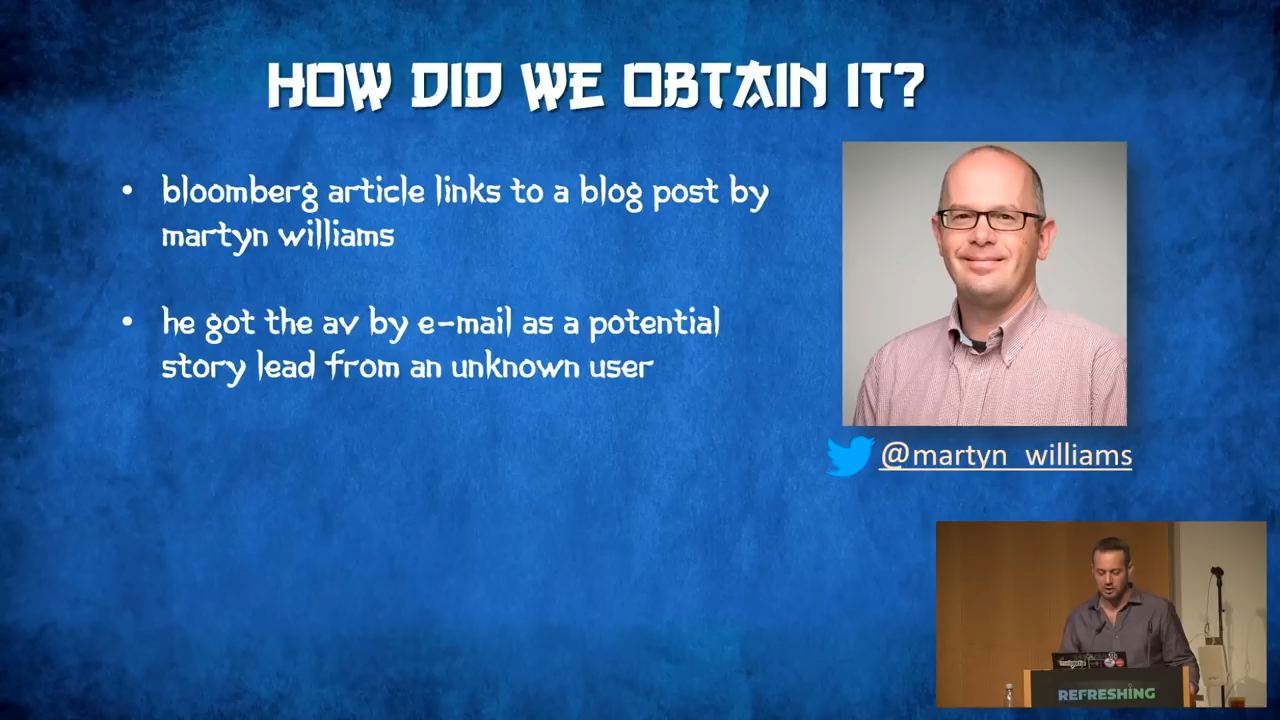 HOW DID WE OBTAIN IT?
• bloomberg article links to a blog post by
martyn williams
• he got the av by e-mail as a potential
story lead from an unknown user
@martyn_williams
REFRESHING